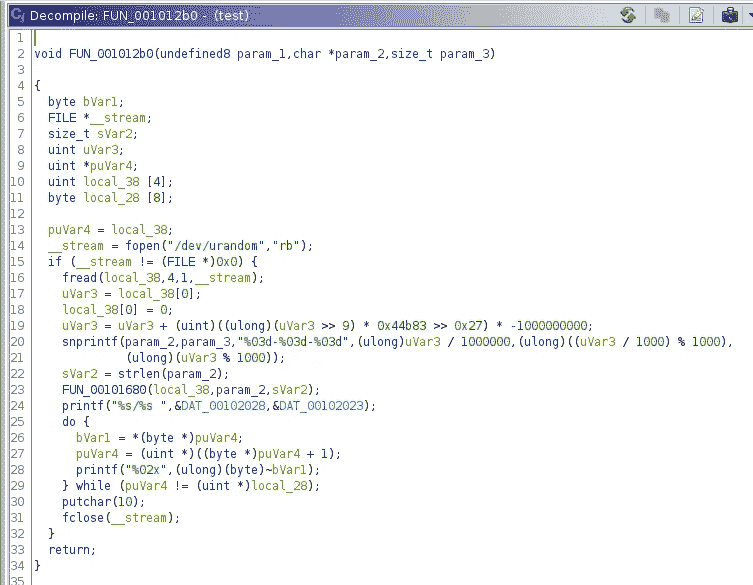 Decompile: FUN_001012b0 - (test)
1
2 void FUN_001012b0(undefined8 param_1,char *param_2,size_t param_3)
3
4 {
5   byte bVar1;
6   FILE *__stream;
7   size_t sVar2;
8   uint uVar3;
9   uint *puVar4;
10   uint local_38 [4];
11   byte local_28 [8];
12
13   puVar4 = local_38;
14   __stream = fopen("/dev/urandom","rb");
15   if (__stream != (FILE *)0x0) {
16     fread(local_38,4,1,__stream);
17     uVar3 = local_38[0];
18     local_38[0] = 0;
19     uVar3 = uVar3 + (uint)((ulong)(uVar3 >> 9) * 0x44b83 >> 0x27) * -1000000000;
20     snprintf(param_2,param_3,"%03d-%03d-%03d",(ulong)uVar3 / 1000000,(ulong)((uVar3 / 1000) % 1000),
21              (ulong)(uVar3 % 1000));
22     sVar2 = strlen(param_2);
23     FUN_00101680(local_38,param_2,sVar2);
24     printf("%s/%s ",&DAT_00102028,&DAT_00102023);
25     do {
26       bVar1 = *(byte *)puVar4;
27       puVar4 = (uint *)((byte *)puVar4 + 1);
28       printf("%02x",(ulong)(byte)~bVar1);
29     } while (puVar4 != (uint *)local_28);
30     putchar(10);
31     fclose(__stream);
32   }
33   return;
34 }
35